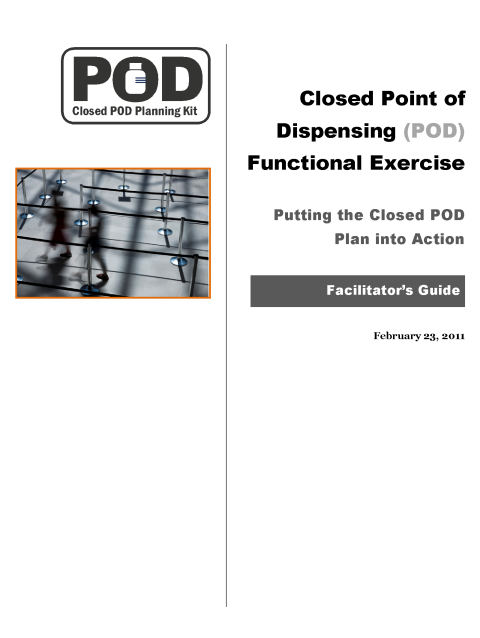 POD
Closed POD Planning Kit
Closed Point of
Dispensing (POD)
Functional Exercise
Putting the Closed POD
Plan into Action
Facilitator's Guide
February 23, 2011